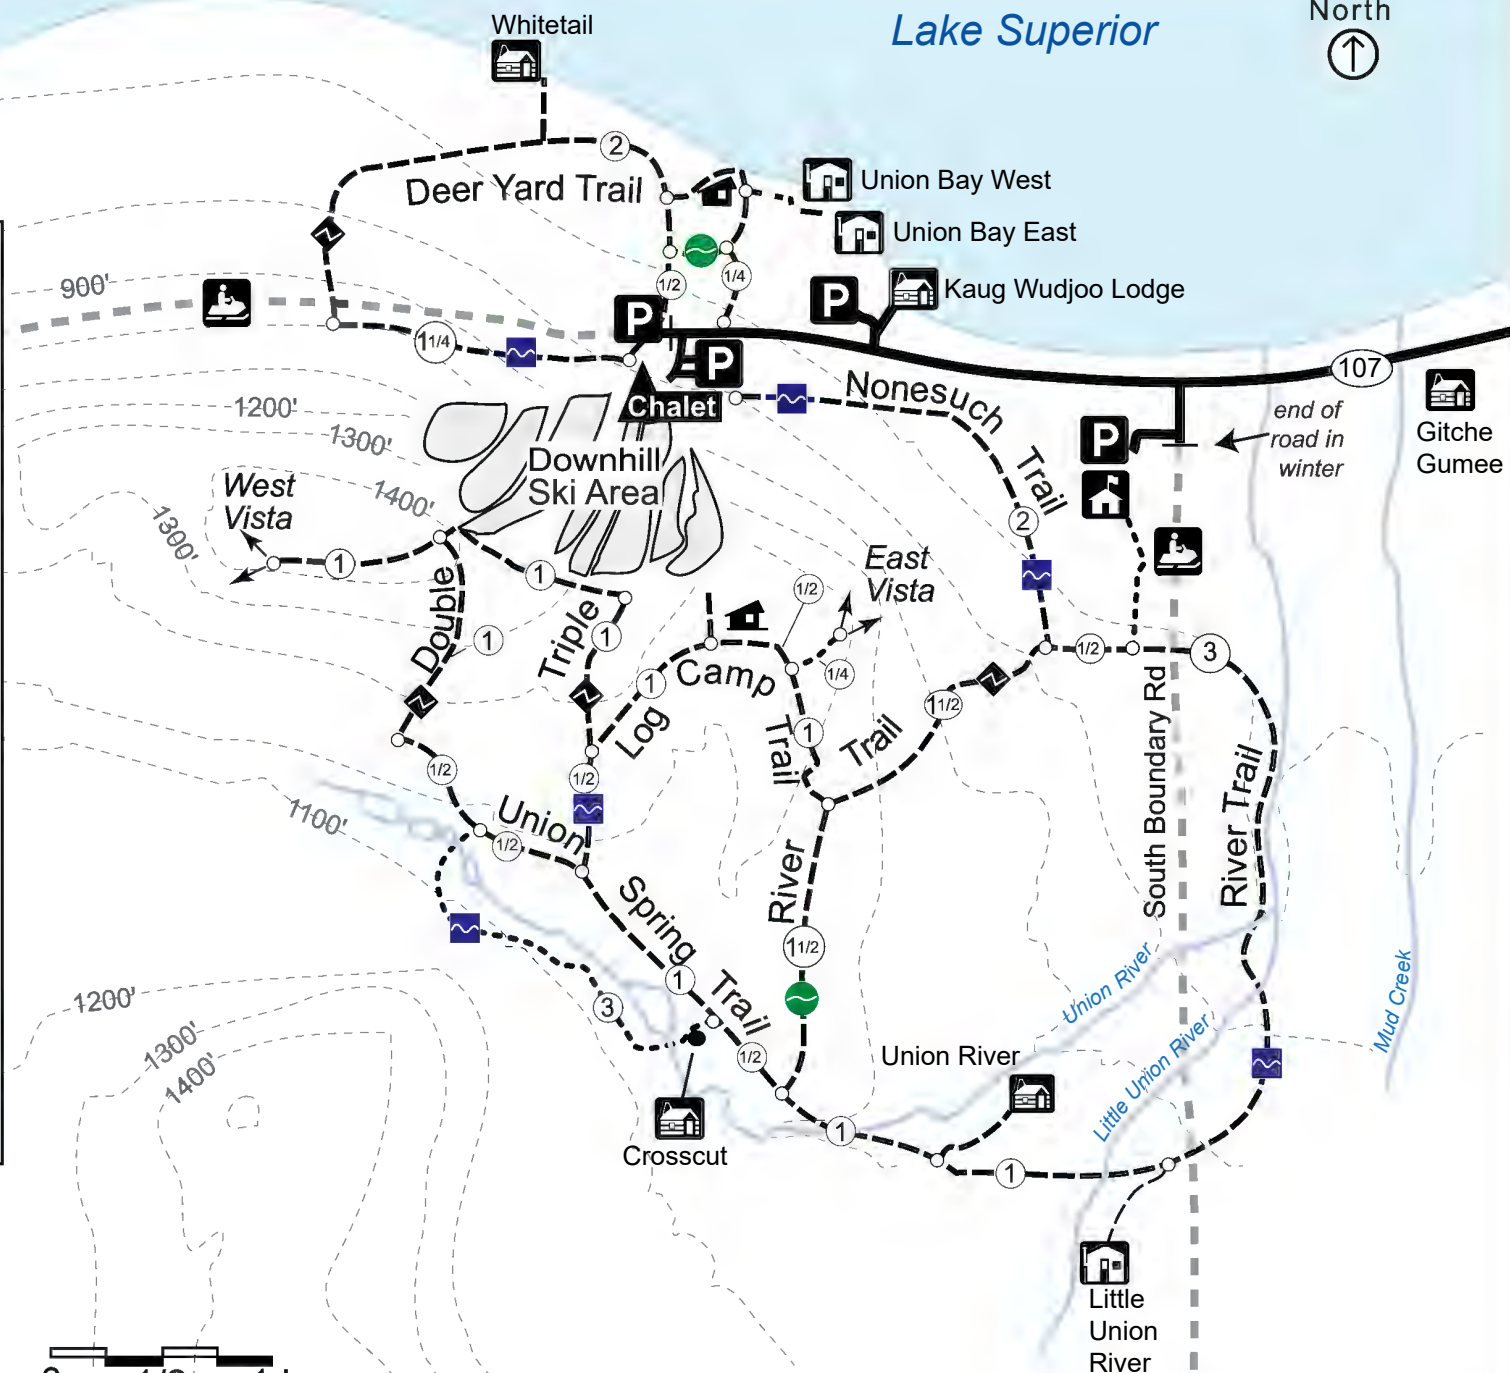 North
Lake Superior
Whitetail
2
Deer Yard Trail
Union Bay West
Union Bay East
1/2
1/4
Kaug Wudjoo Lodge
900'
P
P
P
1 1/4
107
Chalet
Nonesuch
Trail
end of
road in
winter
Gitche
Gumee
P
1200'
1300'
1400'
1300'
Downhill
Ski Area
West
Vista
1
1
2
East
Vista
1/2
1/4
Double
1
Triple
1
1
Log
Camp
Trail
1
1/2
3
1 1/2
Trail
River
1 1/2
South Boundary Rd
River Trail
1/2
1/2
Union
1/2
1100'
Spring
Trail
1
1/2
3
1200'
1300'
1400'
Union River
Little Union River
Mud Creek
Union River
Crosscut
1
1
Little
Union
River